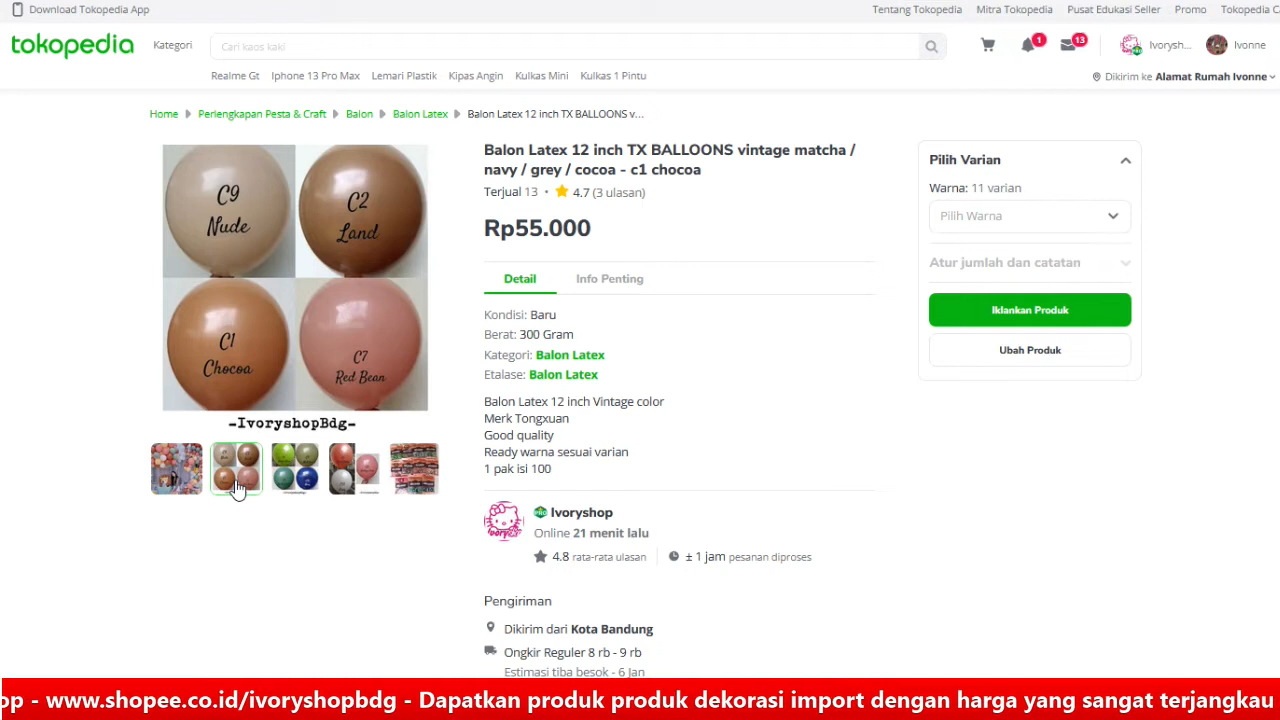 Download Tokopedia App
Tentang Tokopedia Mitra Tokopedia Pusat Edukasi Seller Promo Tokopedia C
tokopedia Kategori Cari kaos kaki 1 13 Ivorysh... Ivonne
Realme Gt Iphone 13 Pro Max Lemari Plastik Kipas Angin Kulkas Mini Kulkas 1 Pintu
Dikirim ke Alamat Rumah Ivonne
Home Perlengkapan Pesta & Craft Balon Balon Latex Balon Latex 12 inch TX BALLOONS v...
C9
Nude
C2
Land
C1
Chocoa
C7
Red Bean
-IvoryshopBdg-
Balon Latex 12 inch TX BALLOONS vintage matcha /
navy / grey / cocoa - c1 chocoa
Terjual 13 • 4.7 (3 ulasan)
Rp55.000
Detail Info Penting
Kondisi: Baru
Berat: 300 Gram
Kategori: Balon Latex
Etalase: Balon Latex
Balon Latex 12 inch Vintage color
Merk Tongxuan
Good quality
Ready warna sesuai varian
1 pak isi 100
PRO Ivoryshop
Online 21 menit lalu
4.8 rata-rata ulasan ± 1 jam pesanan diproses
Pengiriman
Dikirim dari Kota Bandung
Ongkir Reguler 8 rb - 9 rb
Estimasi tiba besok - 6 Jan
Pilih Varian
Warna: 11 varian
Pilih Warna
Atur jumlah dan catatan
Iklankan Produk
Ubah Produk
op - www.shopee.co.id/ivoryshopbdg - Dapatkan produk produk dekorasi import dengan harga yang sangat terjangkau